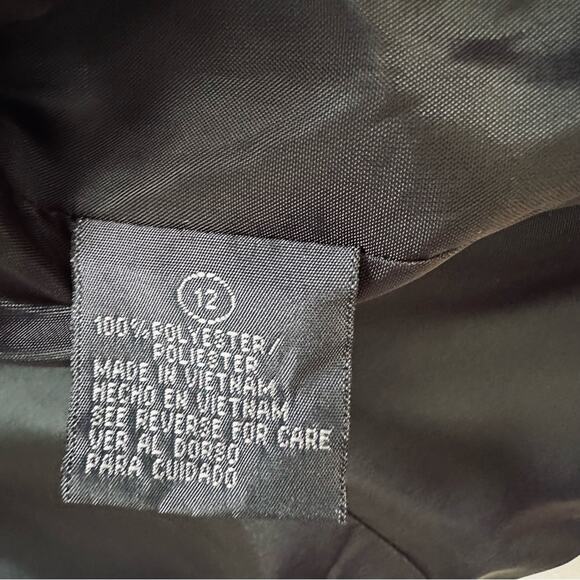 12
100% POLYESTER/
POLIESTER
MADE IN VIETNAM
HECHO EN VIETNAM
SEE REVERSE FOR CARE
VER AL DORSO
PARA CUIDADO